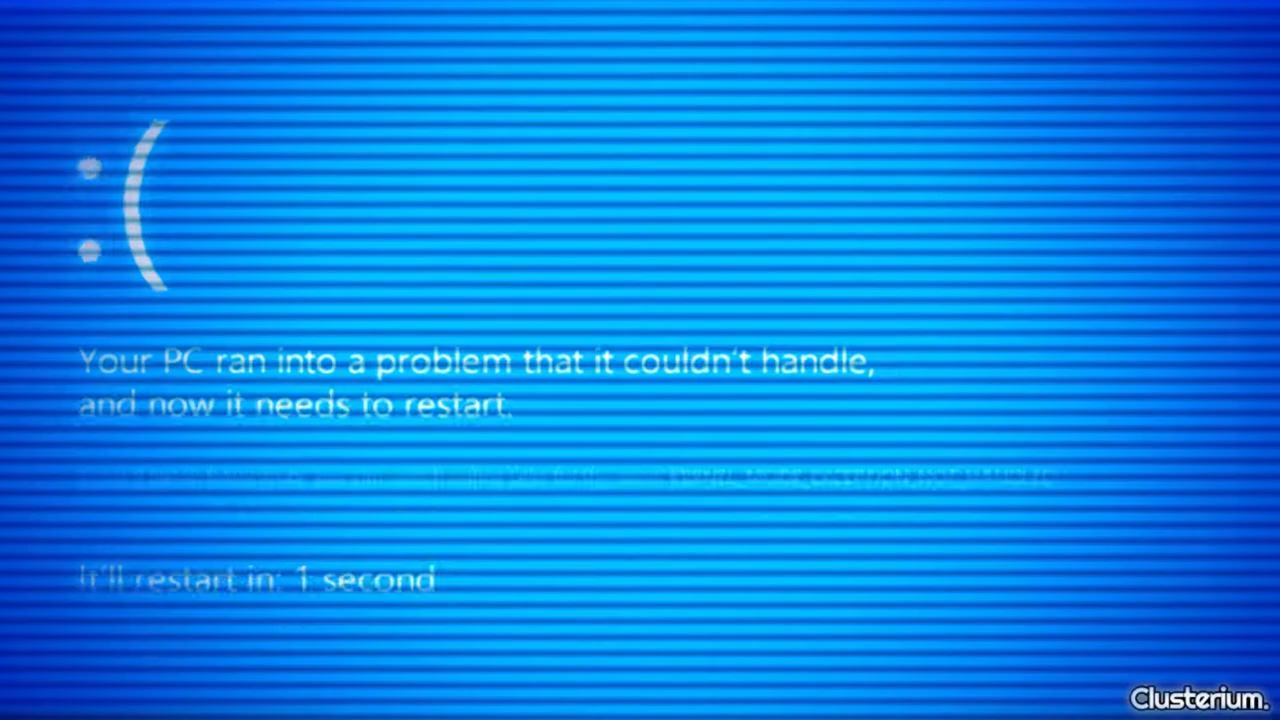 :(
Your PC ran into a problem that it couldn't handle,
and now it needs to restart.
It'll restart in: 1 second
Clusterium.